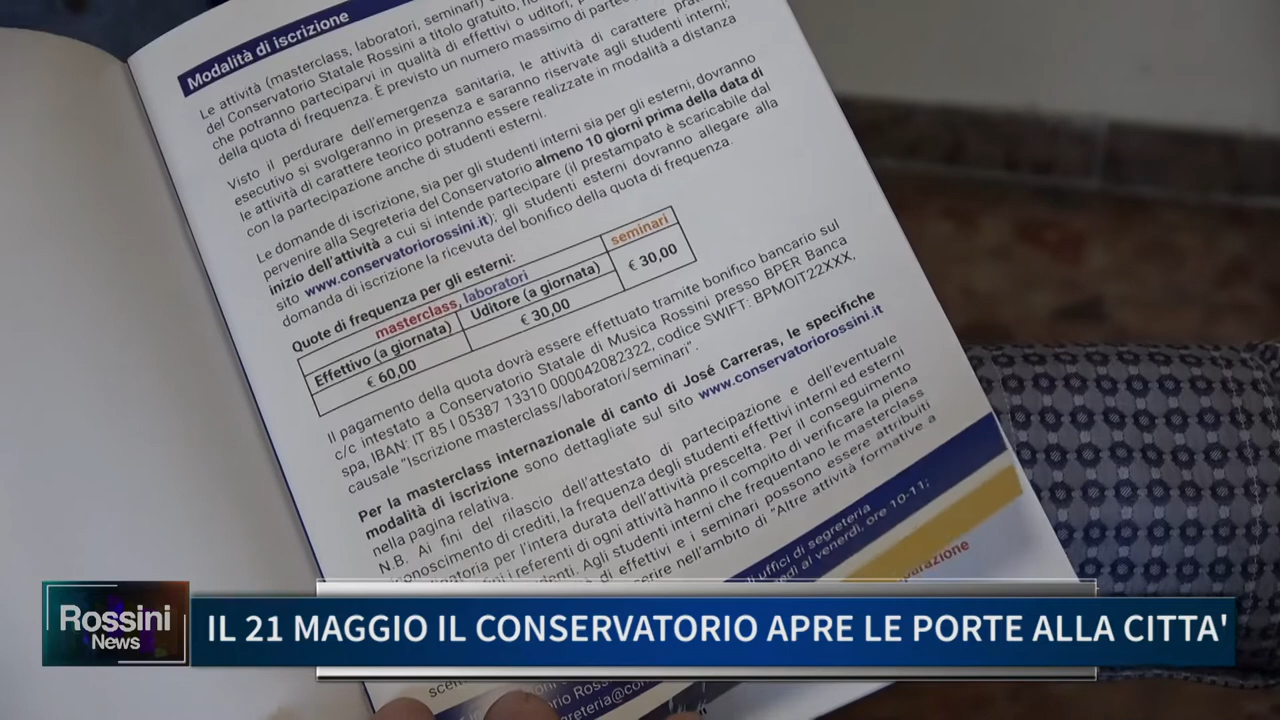 Modalità di iscrizione
Le attività (masterclass, laboratori, seminari)
del Conservatorio Statale Rossini a titolo gratuito,
che potranno parteciparvi in qualità di effettivi o uditori,
della quota di frequenza. È previsto un numero massimo di
Visto il perdurare dell'emergenza sanitaria, le attività di carattere
esecutivo si svolgeranno in presenza e saranno riservate agli studenti interni;
le attività di carattere teorico potranno essere realizzate in modalità a distanza
con la partecipazione anche di studenti esterni.
Le domande di iscrizione, sia per gli studenti interni sia per gli esterni, dovranno
pervenire alla Segreteria del Conservatorio almeno 10 giorni prima della data di
inizio dell'attività a cui si intende partecipare (il prestampato è scaricabile dal
sito www.conservatoriorossini.it); gli studenti esterni dovranno allegare alla
domanda di iscrizione la ricevuta del bonifico della quota di frequenza.
Quote di frequenza per gli esterni:
masterclass, laboratori
seminari
Effettivo (a giornata)
Uditore (a giornata)
€ 60,00
€ 30,00
€ 30,00
Il pagamento della quota dovrà essere effettuato tramite bonifico bancario sul
c/c intestato a Conservatorio Statale di Musica Rossini presso BPER Banca
spa, IBAN: IT 85 I 05387 13310 000042082322, codice SWIFT: BPMOIT22XXX,
causale "Iscrizione masterclass/laboratori/seminari".
Per la masterclass internazionale di canto di José Carreras, le specifiche
modalità di iscrizione sono dettagliate sul sito www.conservatoriorossini.it
nella pagina relativa.
N.B. Ai fini del rilascio dell'attestato di partecipazione e dell'eventuale
conoscimento di crediti, la frequenza degli studenti effettivi interni ed esterni
per l'intera durata dell'attività prescelta. Per il conseguimento
i referenti di ogni attività hanno il compito di verificare la piena
Agli studenti interni che frequentano le masterclass
di effettivi e i seminari possono essere attribuiti
nell'ambito di "Altre attività formative a
uffici di segreteria
al venerdì, ore 10-11;
Rossini
News
IL 21 MAGGIO IL CONSERVATORIO APRE LE PORTE ALLA CITTA'